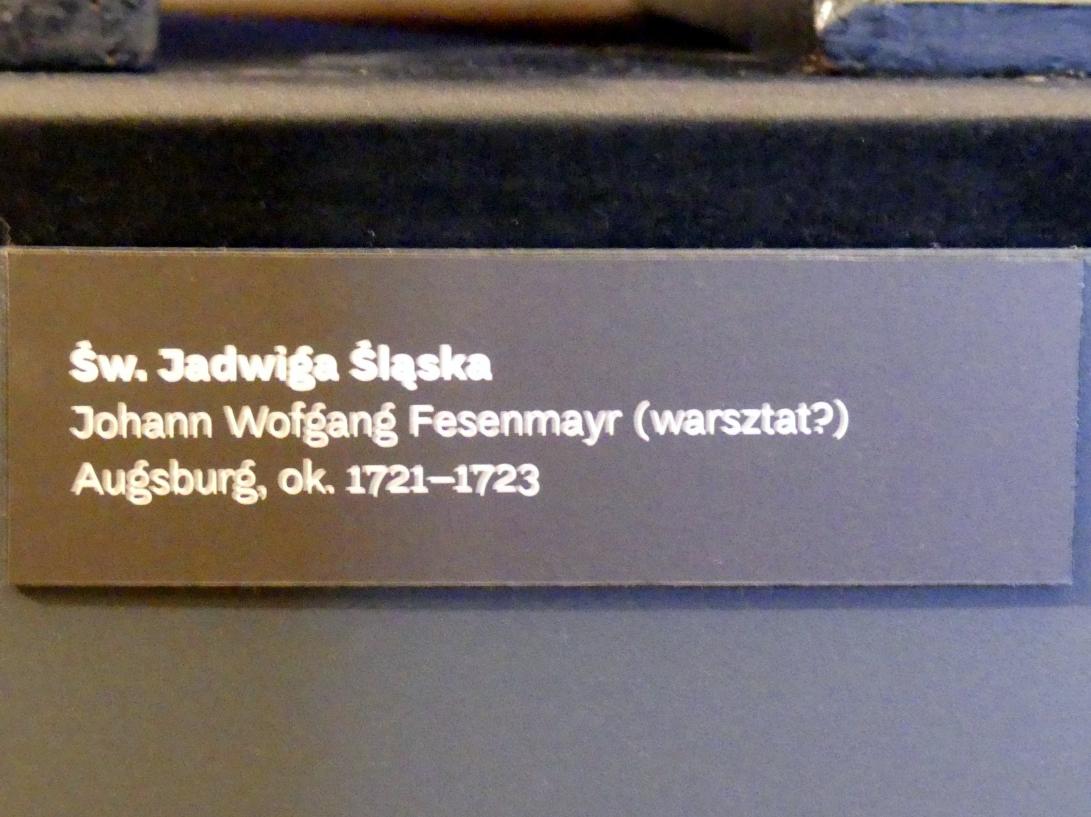 Św. Jadwiga Śląska
Johann Wofgang Fesenmayr (warsztat?)
Augsburg, ok. 1721–1723